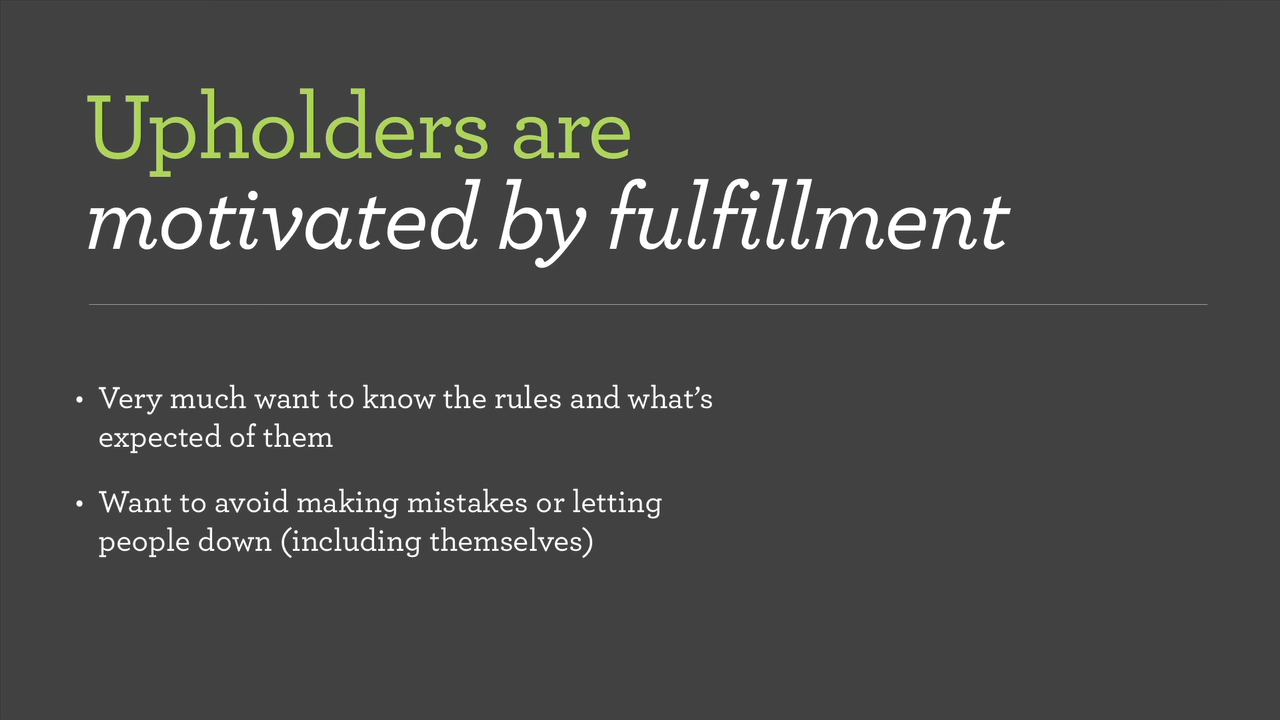 Upholders are
motivated by fulfillment
• Very much want to know the rules and what’s
expected of them
• Want to avoid making mistakes or letting
people down (including themselves)